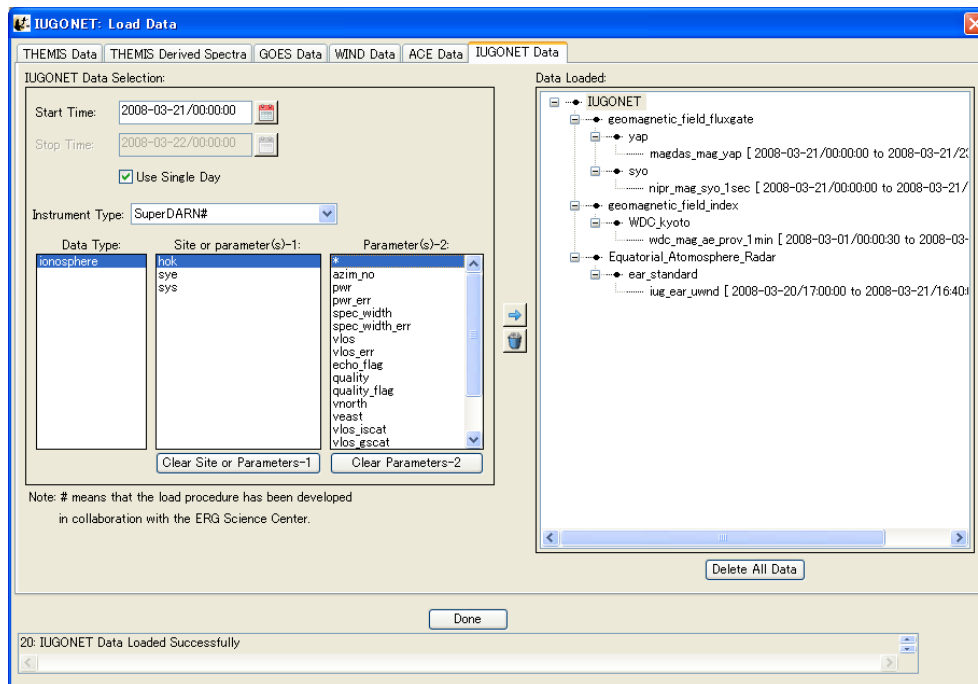 IUGONET: Load Data
THEMIS Data THEMIS Derived Spectra GOES Data WIND Data ACE Data IUGONET Data
IUGONET Data Selection:
Start Time: 2008-03-21/00:00:00
Stop Time: 2008-03-22/00:00:00
Use Single Day
Instrument Type: SuperDARN#
Data Type: Site or parameter(s)-1: Parameter(s)-2:
ionosphere
hok
sye
sys
*
azim_no
pwr
pwr_err
spec_width
spec_width_err
vlos
vlos_err
echo_flag
quality
quality_flag
vnorth
veast
vlos_iscat
vlos_gscat
Clear Site or Parameters-1 Clear Parameters-2
Note: # means that the load procedure has been developed
in collaboration with the ERG Science Center.
Data Loaded:
IUGONET
geomagnetic_field_fluxgate
yap
magdas_mag_yap [ 2008-03-21/00:00:00 to 2008-03-21/23
syo
nipr_mag_syo_1sec [ 2008-03-21/00:00:00 to 2008-03-21/
geomagnetic_field_index
WDC_kyoto
wdc_mag_ae_prov_1min [ 2008-03-01/00:00:30 to 2008-03-
Equatorial_Atomosphere_Radar
ear_standard
iug_ear_uwnd [ 2008-03-20/17:00:00 to 2008-03-21/16:40:
Delete All Data
Done
20: IUGONET Data Loaded Successfully